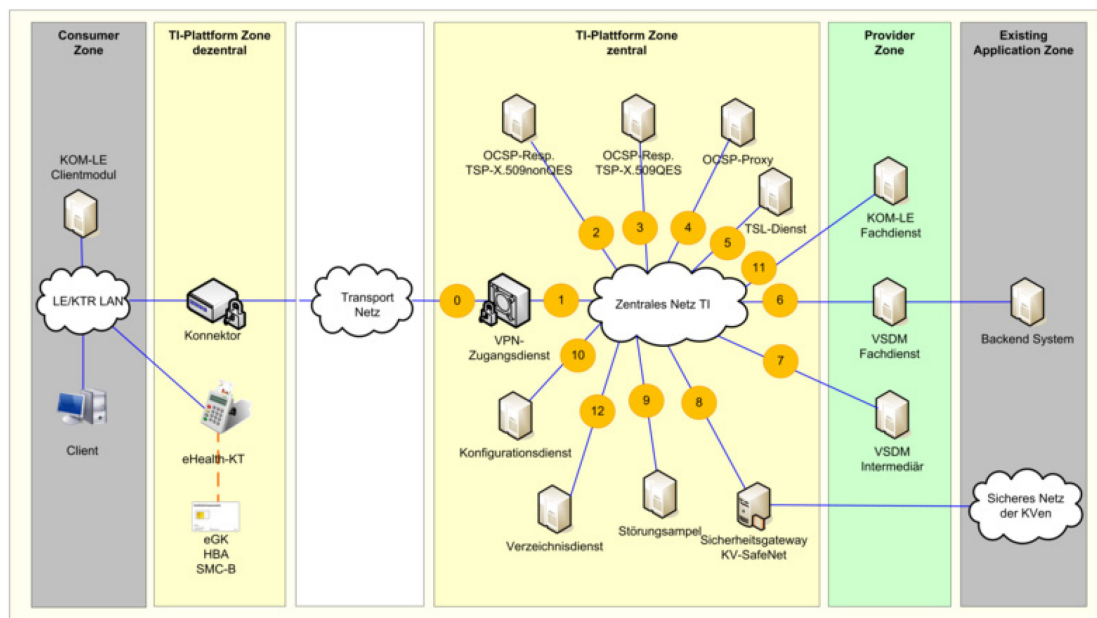 Consumer
Zone
TI-Plattform Zone
dezentral
TI-Plattform Zone
zentral
Provider
Zone
Existing
Application Zone
KOM-LE
Clientmodul
LE/KTR LAN
Client
Konnektor
eHealth-KT
eGK
HBA
SMC-B
Transport
Netz
0
VPN-
Zugangsdienst
1
OCSP-Resp.
TSP-X.509nonQES
2
OCSP-Resp.
TSP-X.509QES
3
OCSP-Proxy
4
TSL-Dienst
5
11
6
7
Zentrales Netz TI
10
12
9
8
Konfigurationsdienst
Verzeichnisdienst
Störungsampel
Sicherheitsgateway
KV-SafeNet
KOM-LE
Fachdienst
VSDM
Fachdienst
VSDM
Intermediär
Backend System
Sicheres Netz
der KVen